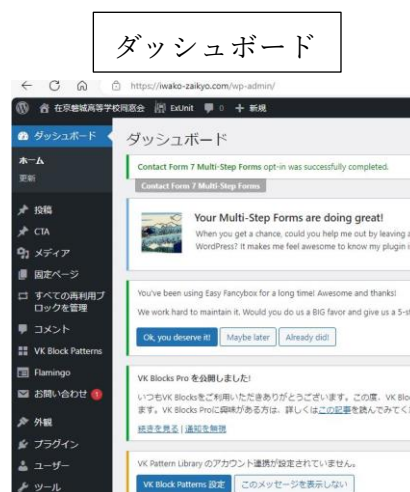 ダッシュボード
https://iwako-zaikyo.com/wp-admin/
在京磐城高等学校同窓会 ExUnit 0 新規
ダッシュボード
ホーム
更新
投稿
CTA
メディア
固定ページ
すべての再利用ブロックを管理
コメント
VK Block Patterns
Flamingo
お問い合わせ 1
外観
プラグイン
ユーザー
ツール
ダッシュボード
Contact Form 7 Multi-Step Forms opt-in was successfully completed.
Contact Form 7 Multi-Step Forms
Your Multi-Step Forms are doing great!
When you get a chance, could you help me out by leaving a
WordPress? It makes me feel awesome to know my plugin i
You've been using Easy Fancybox for a long time! Awesome and thanks!
We work hard to maintain it. Would you do us a BIG favor and give us a 5-s
Ok, you deserve it! Maybe later Already did!
VK Blocks Pro を公開しました!
いつもVK Blocksをご利用いただきありがとうございます。この度、VK Blo
ます。VK Blocks Proに興味がある方は、詳しくはこの記事を読んでみてく
続きを見る | 通知を無視
VK Pattern Library のアカウント連携が設定されていません。
VK Block Patterns 設定 このメッセージを表示しない